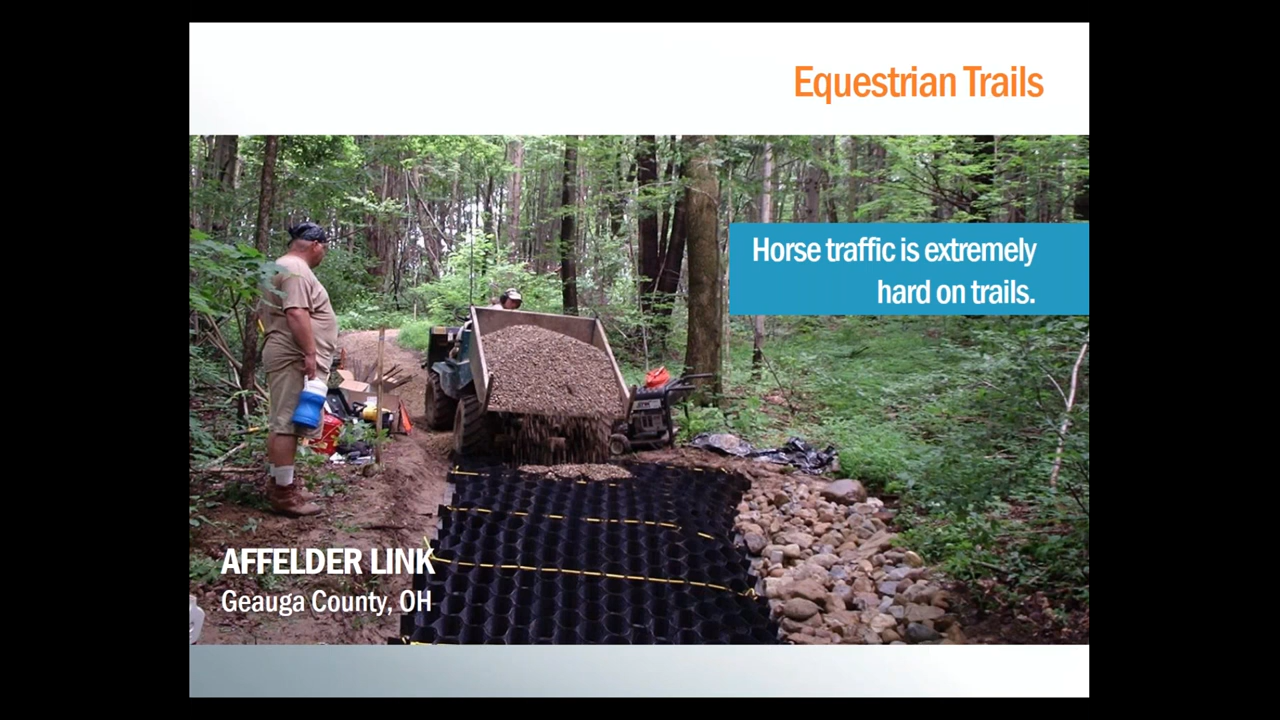 Equestrian Trails
Horse traffic is extremely
hard on trails.
AFFELDER LINK
Geauga County, OH